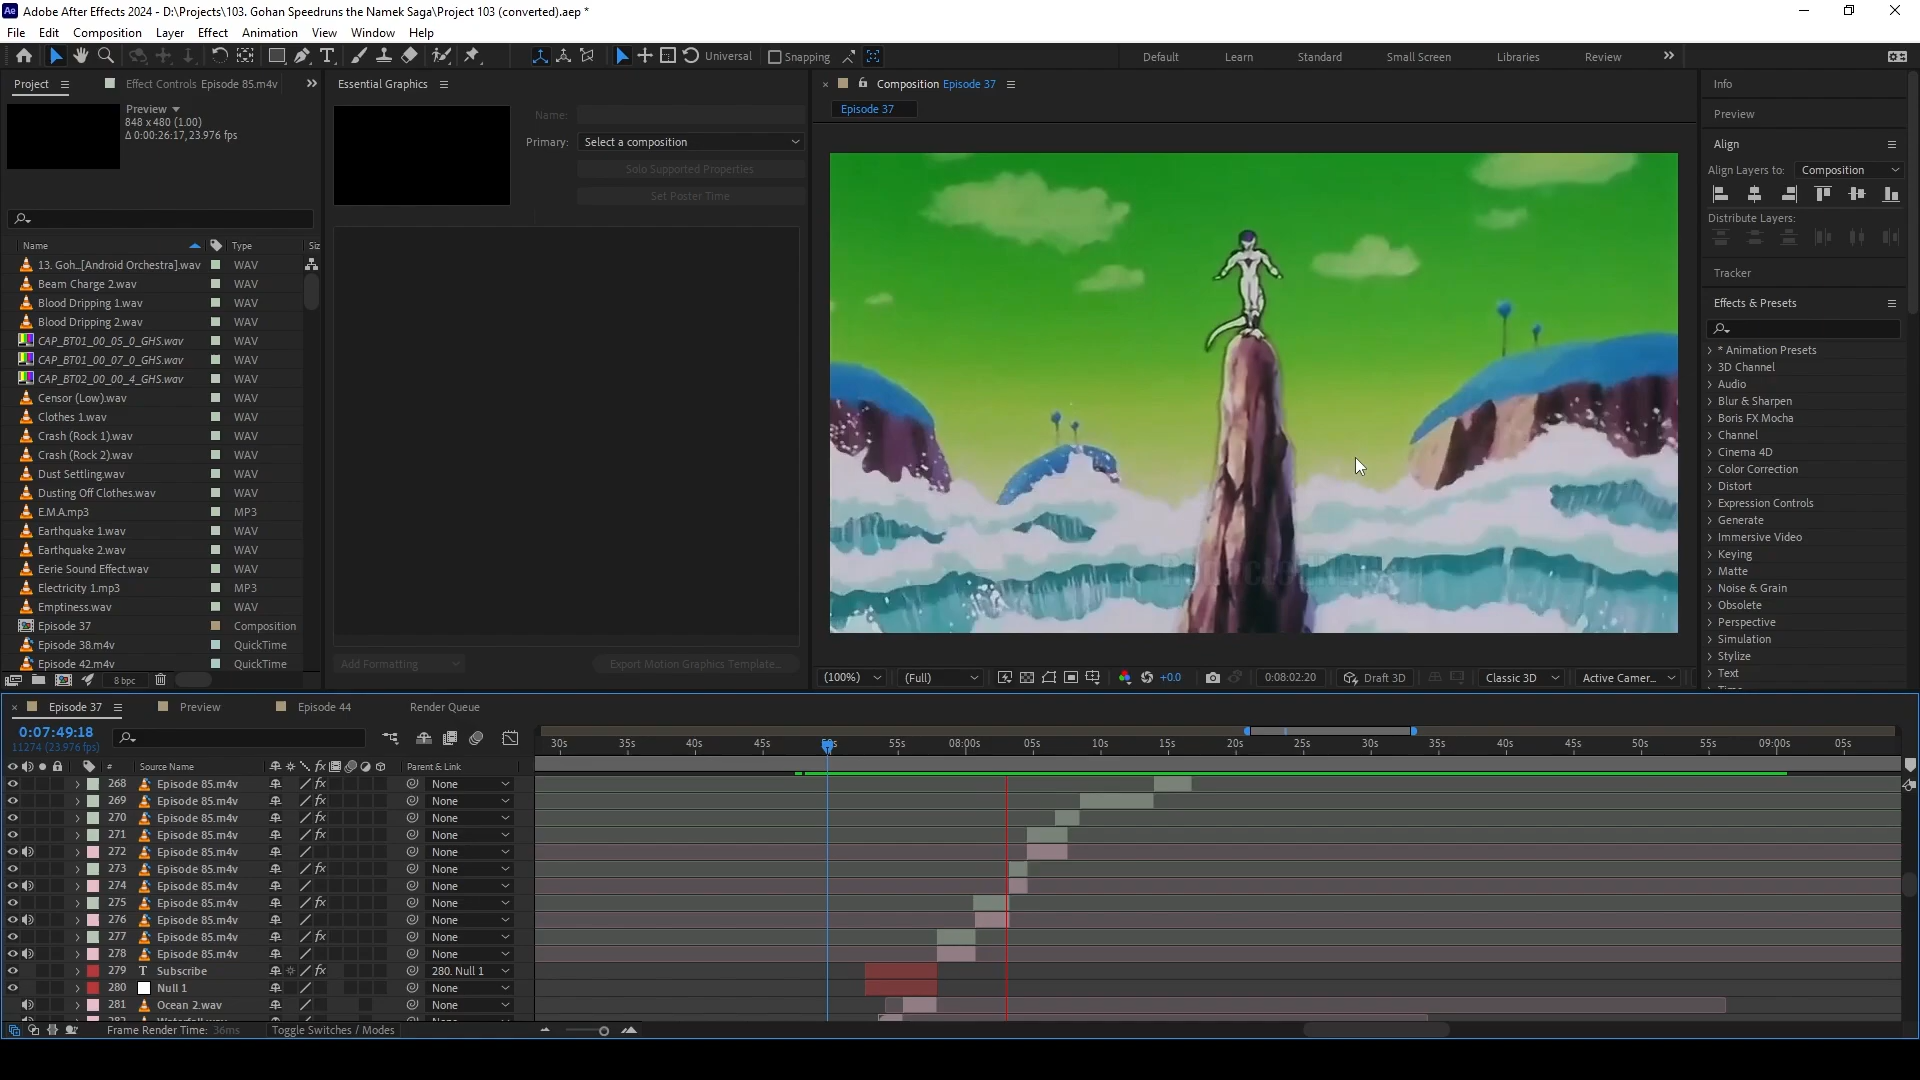 Adobe After Effects 2024 - D:\Projects\103. Gohan Speedruns the Namek Saga\Project 103 (converted).aep *
File Edit Composition Layer Effect Animation View Window Help
Universal Snapping Default Learn Standard Small Screen Libraries Review
Project Effect Controls Episode 85.m4v
Essential Graphics
Composition Episode 37
Episode 37
Preview
848 x 480 (1.00)
Δ 0:00:26:17, 23.976 fps
Name:
Primary: Select a composition
Solo Supported Properties
Set Poster Time
Name Type Siz
13. Goh...[Android Orchestra].wav WAV
Beam Charge 2.wav WAV
Blood Dripping 1.wav WAV
Blood Dripping 2.wav WAV
CAP_BT01_00_05_0_GHS.wav WAV
CAP_BT01_00_07_0_GHS.wav WAV
CAP_BT02_00_00_4_GHS.wav WAV
Censor (Low).wav WAV
Clothes 1.wav WAV
Crash (Rock 1).wav WAV
Crash (Rock 2).wav WAV
Dust Settling.wav WAV
Dusting Off Clothes.wav WAV
E.M.A.mp3 MP3
Earthquake 1.wav WAV
Earthquake 2.wav WAV
Eerie Sound Effect.wav WAV
Electricity 1.mp3 MP3
Emptiness.wav WAV
Episode 37 Composition
Episode 38.m4v QuickTime
Episode 42.m4v QuickTime
8 bpc
Add Formatting
Export Motion Graphics Template...
(100%) (Full) +0.0 0:08:02:20 Draft 3D Classic 3D Active Camer...
Info
Preview
Align
Align Layers to: Composition
Distribute Layers:
Tracker
Effects & Presets
* Animation Presets
3D Channel
Audio
Blur & Sharpen
Boris FX Mocha
Channel
Cinema 4D
Color Correction
Distort
Expression Controls
Generate
Immersive Video
Keying
Matte
Noise & Grain
Obsolete
Perspective
Simulation
Stylize
Text
Episode 37 Preview Episode 44 Render Queue
0:07:49:18
11274 (23.976 fps)
30s 35s 40s 45s 55s 08:00s 05s 10s 15s 20s 25s 30s 35s 40s 45s 50s 55s 09:00s 05s
# Source Name Parent & Link
268 Episode 85.m4v None
269 Episode 85.m4v None
270 Episode 85.m4v None
271 Episode 85.m4v None
272 Episode 85.m4v None
273 Episode 85.m4v None
274 Episode 85.m4v None
275 Episode 85.m4v None
276 Episode 85.m4v None
277 Episode 85.m4v None
278 Episode 85.m4v None
279 T Subscribe 280. Null 1
280 Null 1 None
281 Ocean 2.wav None
Frame Render Time: 36ms Toggle Switches / Modes